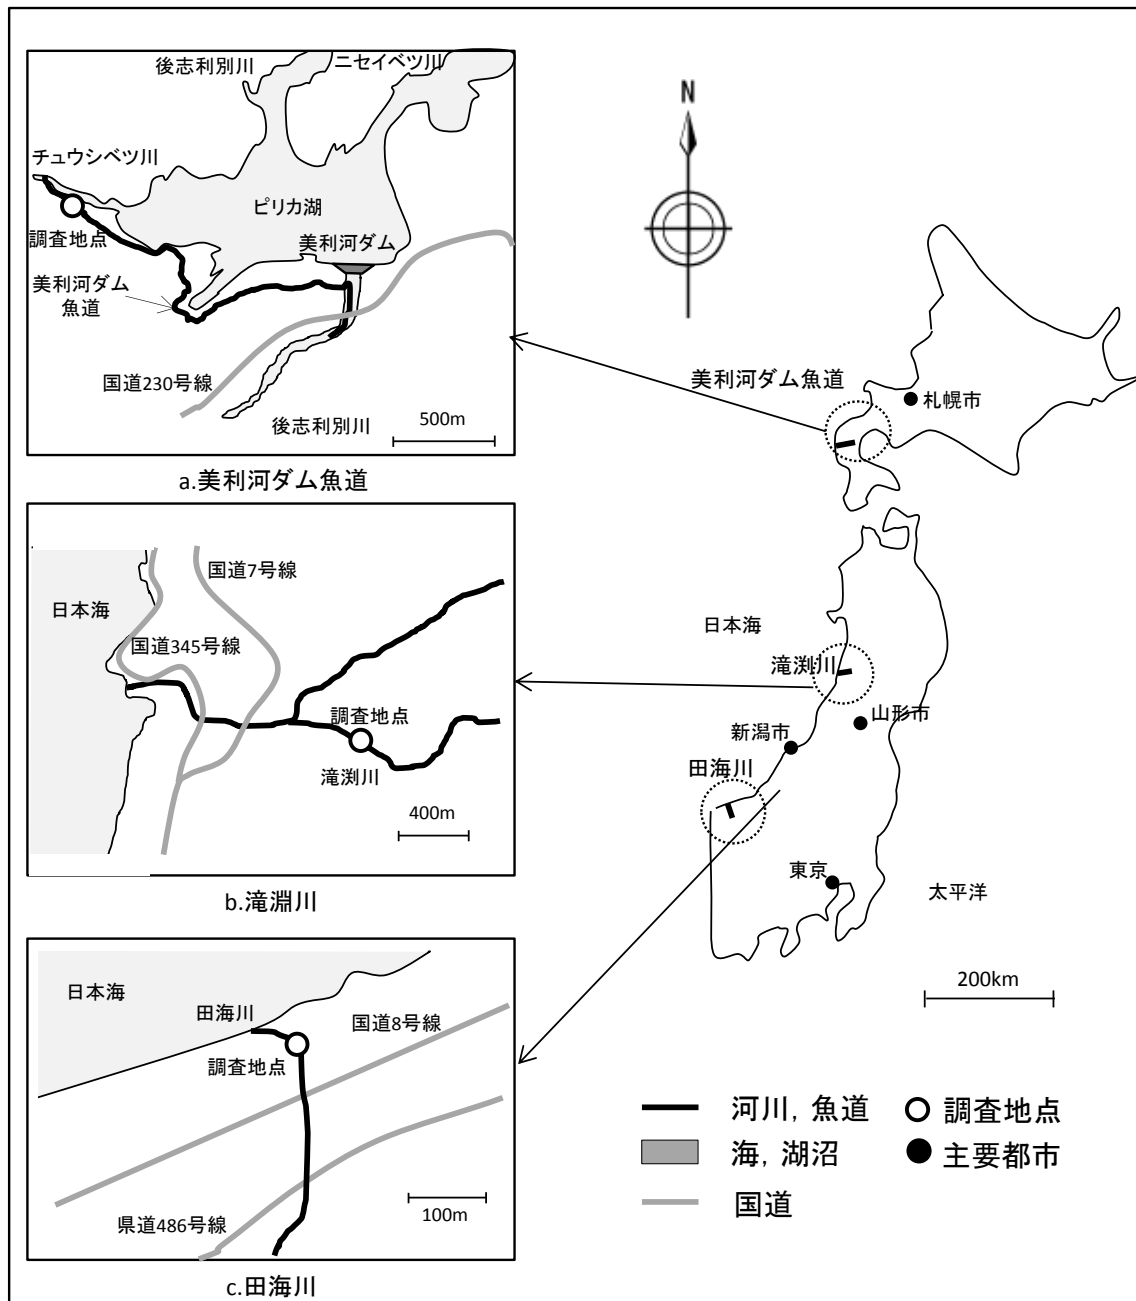 後志利別川
ニセイベツ川
チュウシベツ川
ピリカ湖
調査地点
美利河ダム
美利河ダム
魚道
国道230号線
後志利別川
500m
a.美利河ダム魚道
国道7号線
日本海
国道345号線
調査地点
滝渕川
400m
b.滝淵川
日本海
田海川
国道8号線
調査地点
県道486号線
100m
c.田海川
N
美利河ダム魚道
札幌市
日本海
滝渕川
山形市
新潟市
田海川
東京
太平洋
200km
河川, 魚道
調査地点
海, 湖沼
主要都市
国道